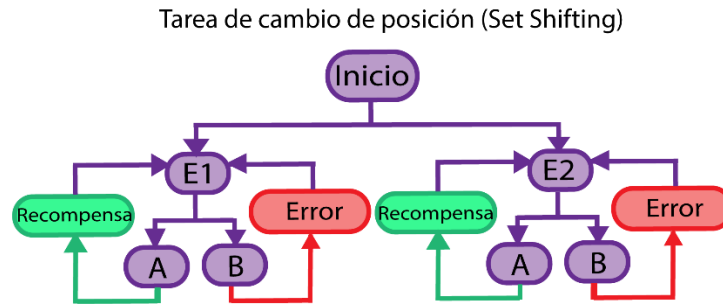 Tarea de cambio de posición (Set Shifting)
Inicio
E1
E2
Recompensa
Error
Recompensa
Error
A
B
A
B